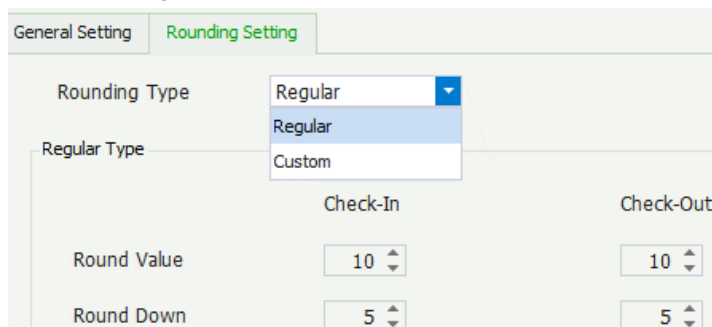 General Setting Rounding Setting
Rounding Type Regular
Regular
Regular Type
Custom
Check-In Check-Out
Round Value 10 10
Round Down 5 5